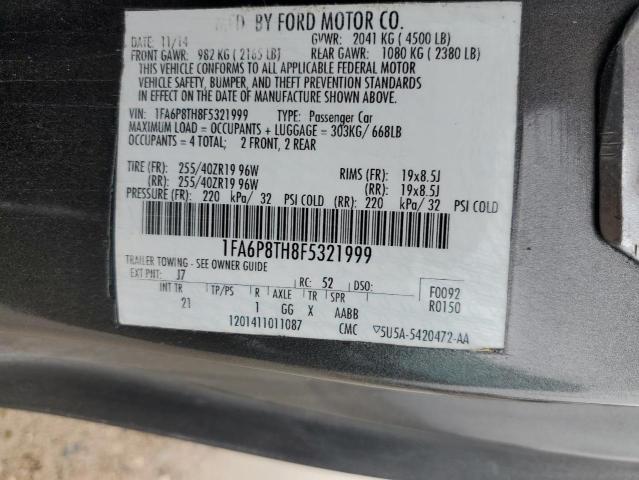 MFD BY FORD MOTOR CO.
DATE: 11/14 GVWR: 2041 KG ( 4500 LB)
FRONT GAWR: 982 KG ( 2165 LB) REAR GAWR: 1080 KG ( 2380 LB)
THIS VEHICLE CONFORMS TO ALL APPLICABLE FEDERAL MOTOR
VEHICLE SAFETY, BUMPER, AND THEFT PREVENTION STANDARDS
IN EFFECT ON THE DATE OF MANUFACTURE SHOWN ABOVE.
VIN: 1FA6P8TH8F5321999 TYPE: Passenger Car
MAXIMUM LOAD = OCCUPANTS + LUGGAGE = 303KG/ 668LB
OCCUPANTS = 4 TOTAL; 2 FRONT, 2 REAR
TIRE (FR): 255/40ZR19 96W RIMS (FR): 19x8.5J
(RR): 255/40ZR19 96W (RR): 19x8.5J
PRESSURE (FR): 220 kPa/ 32 PSI COLD (RR): 220 kPa/ 32 PSI COLD
1FA6P8TH8F5321999
TRAILER TOWING - SEE OWNER GUIDE
EXT PNT: J7 RC: 52 DSO: F0092
INT TR TP/PS R AXLE TR SPR R0150
21 1 GG X AABB
1201411011087 CMC ▽5U5A-5420472-AA